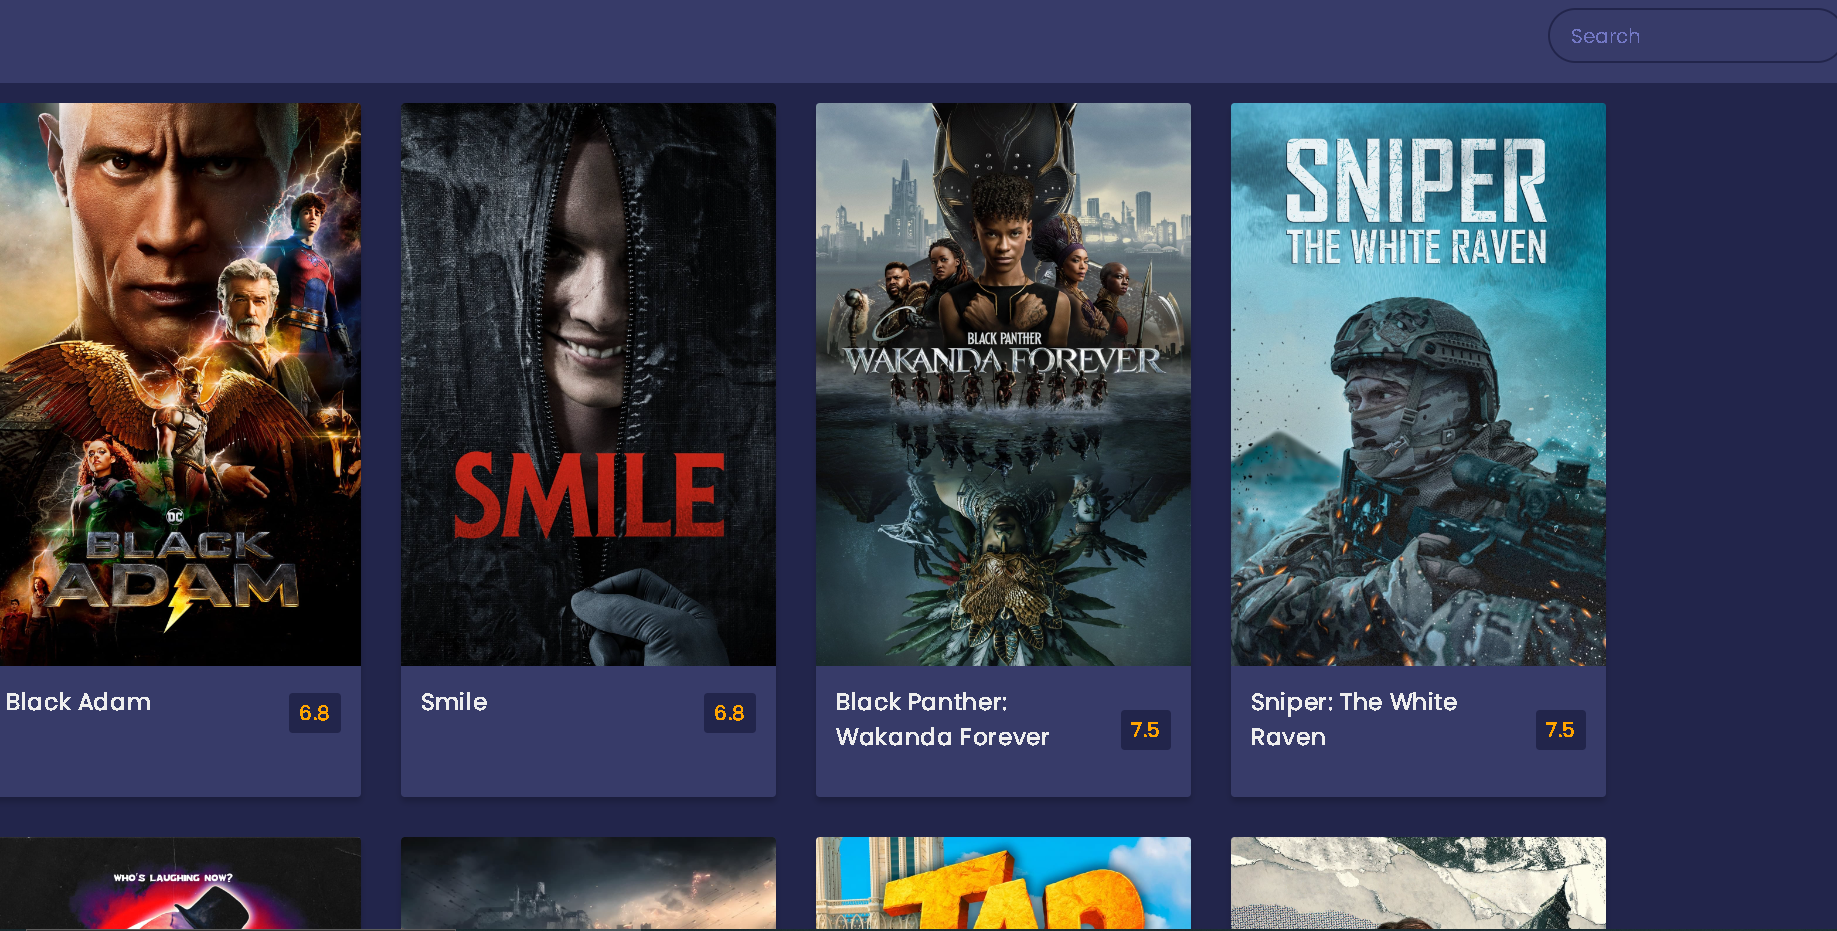 Search
DC
BLACK
ADAM
SMILE
BLACK PANTHER
WAKANDA FOREVER
SNIPER
THE WHITE RAVEN
Black Adam
6.8
Smile
6.8
Black Panther:
Wakanda Forever
7.5
Sniper: The White
Raven
7.5
WHO'S LAUGHING NOW?